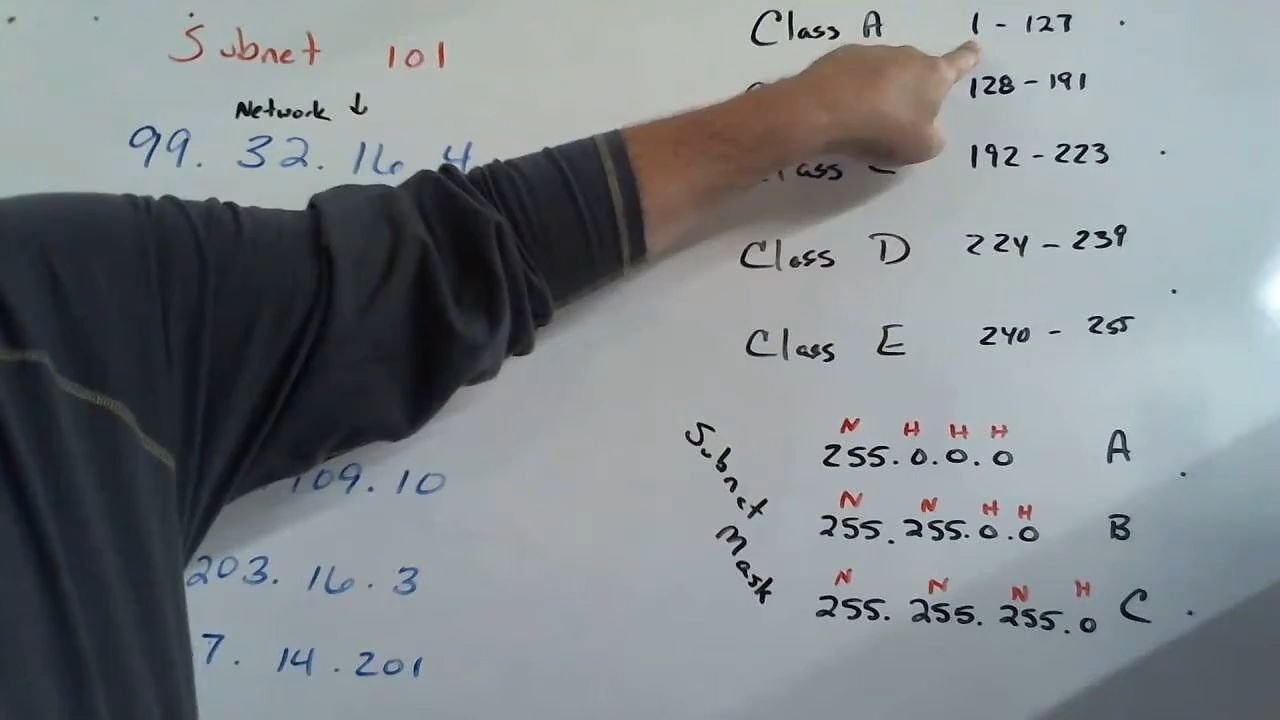 Subnet 101
Network ↓
99. 32. 16. 4
109. 10
203. 16. 3
7. 14. 201
Class A 1 - 127
128 - 191
Class 192 - 223
Class D 224 - 239
Class E 240 - 255
Subnet Mask
N H H H
255. 0. 0. 0 A
N N H H
255. 255. 0. 0 B
N N N H
255. 255. 255. 0 C